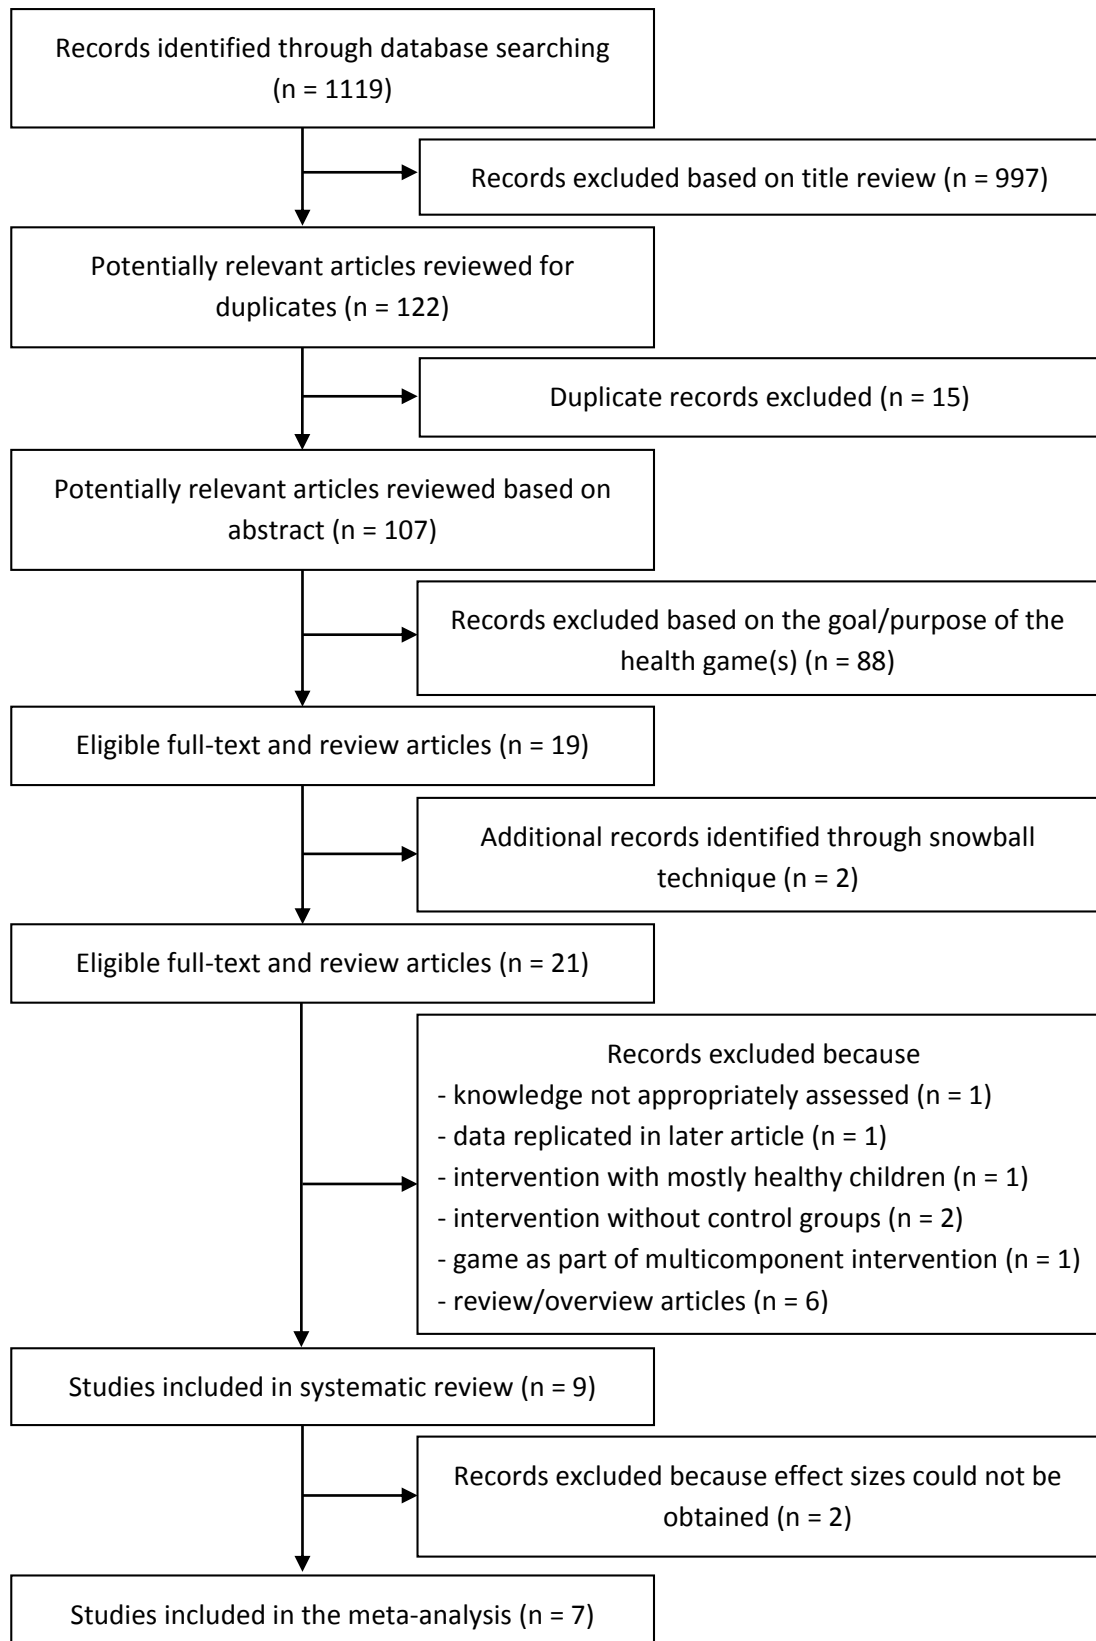 Records identified through database searching
(n = 1119)
Records excluded based on title review (n = 997)
Potentially relevant articles reviewed for
duplicates (n = 122)
Duplicate records excluded (n = 15)
Potentially relevant articles reviewed based on
abstract (n = 107)
Records excluded based on the goal/purpose of the
health game(s) (n = 88)
Eligible full-text and review articles (n = 19)
Additional records identified through snowball
technique (n = 2)
Eligible full-text and review articles (n = 21)
Records excluded because
- knowledge not appropriately assessed (n = 1)
- data replicated in later article (n = 1)
- intervention with mostly healthy children (n = 1)
- intervention without control groups (n = 2)
- game as part of multicomponent intervention (n = 1)
- review/overview articles (n = 6)
Studies included in systematic review (n = 9)
Records excluded because effect sizes could not be
obtained (n = 2)
Studies included in the meta-analysis (n = 7)